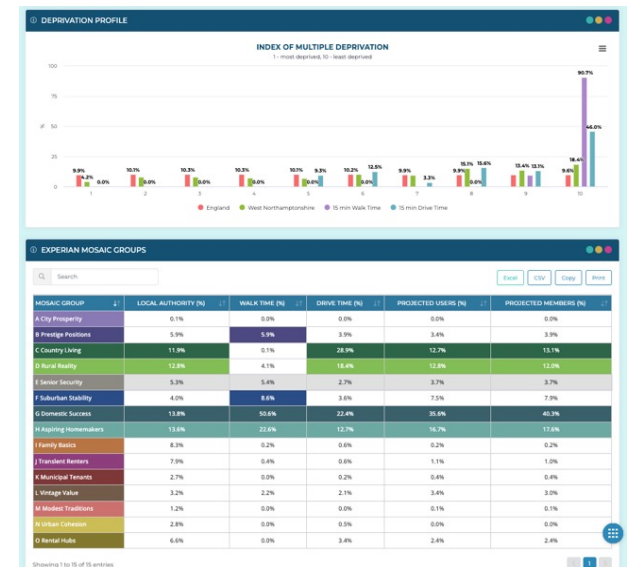 DEPRIVATION PROFILE
INDEX OF MULTIPLE DEPRIVATION
1 - most deprived, 10 - least deprived
100
75
50
25
0
%
9.9% 4.2% 0.0%
10.1% 0.0%
10.3% 0.0%
10.3% 0.0%
10.1% 0.0% 9.3%
10.2% 0.0% 12.5%
9.9% 3.3%
9.9% 15.1% 0.0% 15.6%
13.4% 13.1%
9.6% 18.4% 90.7% 46.0%
1 2 3 4 5 6 7 8 9 10
England West Northamptonshire 15 min Walk Time 15 min Drive Time
EXPERIAN MOSAIC GROUPS
Search Excel CSV Copy Print
MOSAIC GROUP LOCAL AUTHORITY (%) WALK TIME (%) DRIVE TIME (%) PROJECTED USERS (%) PROJECTED MEMBERS (%)
A City Prosperity 0.1% 0.0% 0.0% 0.0% 0.0%
B Prestige Positions 5.9% 5.9% 3.9% 3.4% 3.9%
C Country Living 11.9% 0.1% 28.9% 12.7% 13.1%
D Rural Reality 12.8% 4.1% 18.4% 12.8% 12.0%
E Senior Security 5.3% 5.4% 2.7% 3.7% 3.7%
F Suburban Stability 4.0% 8.6% 3.6% 7.5% 7.9%
G Domestic Success 13.8% 50.6% 22.4% 35.6% 40.3%
H Aspiring Homemakers 13.6% 22.6% 12.7% 16.7% 17.6%
I Family Basics 8.3% 0.2% 0.6% 0.2% 0.2%
J Transient Renters 7.9% 0.4% 0.6% 1.1% 1.0%
K Municipal Tenants 2.7% 0.0% 0.2% 0.4% 0.4%
L Vintage Value 3.2% 2.2% 2.1% 3.4% 3.0%
M Modest Traditions 1.2% 0.0% 0.0% 0.1% 0.1%
N Urban Cohesion 2.8% 0.0% 0.5% 0.0% 0.0%
O Rental Hubs 6.6% 0.0% 3.4% 2.4% 2.4%
Showing 1 to 15 of 15 entries 1